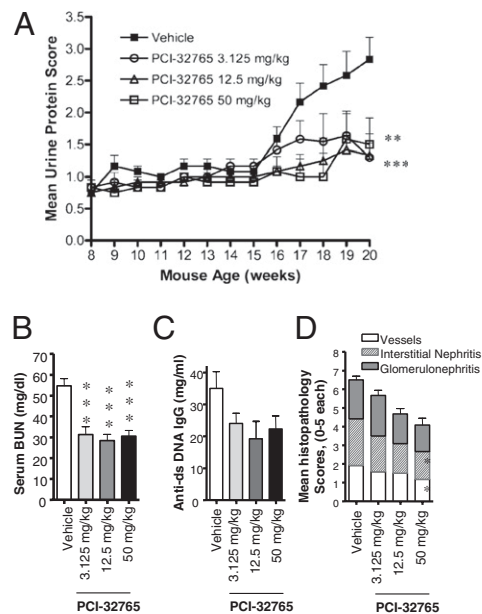 A
Mean Urine Protein Score
3.5
3.0
2.5
2.0
1.5
1.0
0.5
0.0
Vehicle
PCI-32765 3.125 mg/kg
PCI-32765 12.5 mg/kg
PCI-32765 50 mg/kg
**
***
8 9 10 11 12 13 14 15 16 17 18 19 20
Mouse Age (weeks)
B
Serum BUN (mg/dl)
70
60
50
40
30
20
10
0
***
***
***
Vehicle
3.125 mg/kg
12.5 mg/kg
50 mg/kg
PCI-32765
C
Anti-ds DNA IgG (mg/ml)
40
30
20
10
0
Vehicle
3.125 mg/kg
12.5 mg/kg
50 mg/kg
PCI-32765
D
Vessels
Interstitial Nephritis
Glomerulonephritis
Mean histopathology
Scores, (0-5 each)
8
7
6
5
4
3
2
1
0
*
*
Vehicle
3.125 mg/kg
12.5 mg/kg
50 mg/kg
PCI-32765